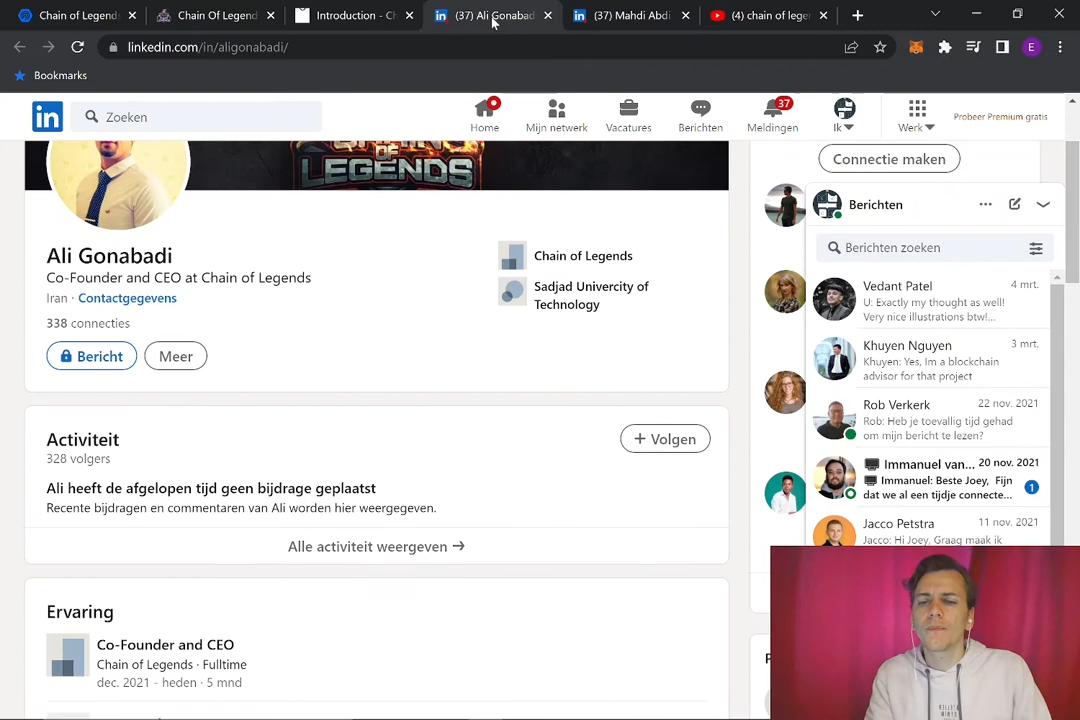 Chain of Legends
Chain Of Legend
Introduction - Ch
(37) Ali Gonabad
(37) Mahdi Abdi
(4) chain of lege
linkedin.com/in/aligonabadi/
E
Bookmarks
in
Zoeken
Home
Mijn netwerk
Vacatures
Berichten
37
Meldingen
Ik
Werk
Probeer Premium gratis
OF
LEGENDS
Connectie maken
Ali Gonabadi
Co-Founder and CEO at Chain of Legends
Iran · Contactgegevens
338 connecties
Bericht
Meer
Chain of Legends
Sadjad Univercity of
Technology
Activiteit
328 volgers
+ Volgen
Ali heeft de afgelopen tijd geen bijdrage geplaatst
Recente bijdragen en commentaren van Ali worden hier weergegeven.
Alle activiteit weergeven →
Ervaring
Co-Founder and CEO
Chain of Legends · Fulltime
dec. 2021 - heden · 5 mnd
Berichten
Berichten zoeken
Vedant Patel
4 mrt.
U: Exactly my thought as well!
Very nice illustrations btw!...
Khuyen Nguyen
3 mrt.
Khuyen: Yes, Im a blockchain
advisor for that project
Rob Verkerk
22 nov. 2021
Rob: Heb je toevallig tijd gehad
om mijn bericht te lezen?
Immanuel van...
20 nov. 2021
Immanuel: Beste Joey, Fijn
dat we al een tijdje connecte...
1
Jacco Petstra
11 nov. 2021
Jacco: Hi Joey, Graag maak ik